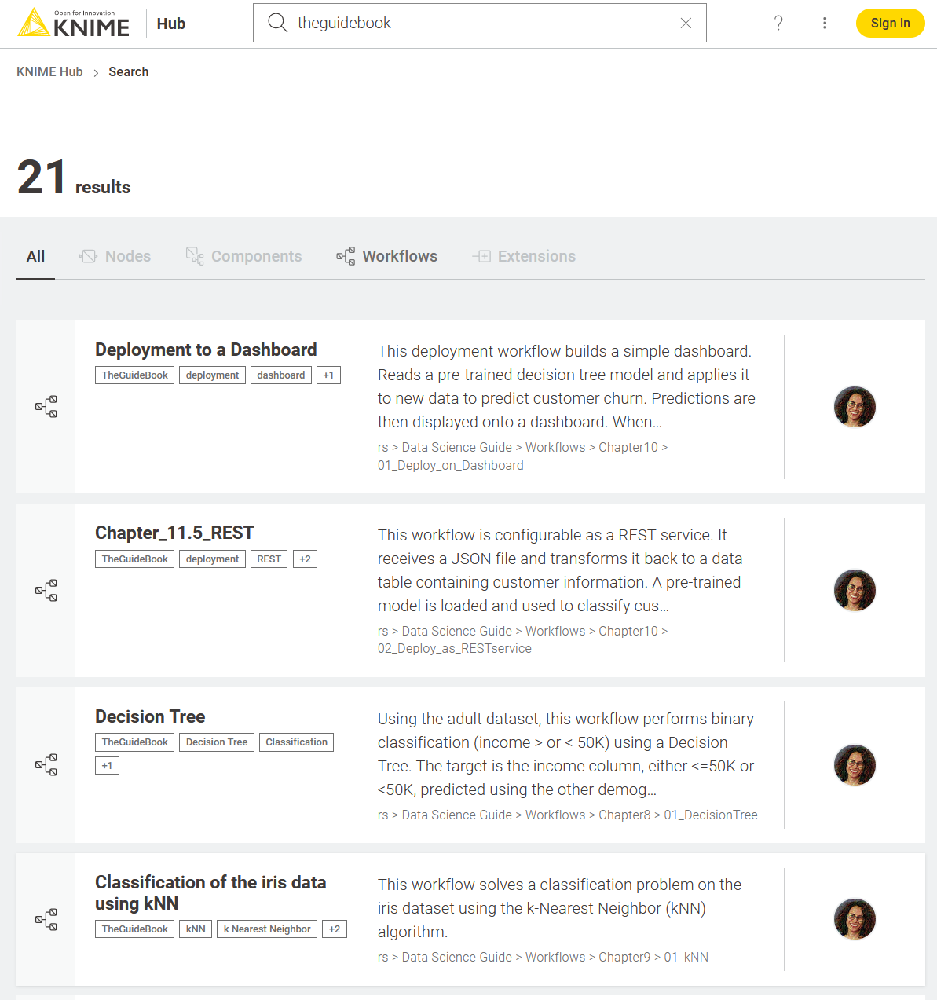 Open for Innovation
KNIME
Hub
theguidebook
?
Sign in
KNIME Hub > Search
21 results
All
Nodes
Components
Workflows
Extensions
Deployment to a Dashboard
TheGuideBook
deployment
dashboard
+1
This deployment workflow builds a simple dashboard.
Reads a pre-trained decision tree model and applies it
to new data to predict customer churn. Predictions are
then displayed onto a dashboard. When...
rs > Data Science Guide > Workflows > Chapter10 >
01_Deploy_on_Dashboard
Chapter_11.5_REST
TheGuideBook
deployment
REST
+2
This workflow is configurable as a REST service. It
receives a JSON file and transforms it back to a data
table containing customer information. A pre-trained
model is loaded and used to classify cus...
rs > Data Science Guide > Workflows > Chapter10 >
02_Deploy_as_RESTservice
Decision Tree
TheGuideBook
Decision Tree
Classification
+1
Using the adult dataset, this workflow performs binary
classification (income > or < 50K) using a Decision
Tree. The target is the income column, either <=50K or
<50K, predicted using the other demog...
rs > Data Science Guide > Workflows > Chapter8 > 01_DecisionTree
Classification of the iris data
using kNN
TheGuideBook
kNN
k Nearest Neighbor
+2
This workflow solves a classification problem on the
iris dataset using the k-Nearest Neighbor (kNN)
algorithm.
rs > Data Science Guide > Workflows > Chapter9 > 01_kNN